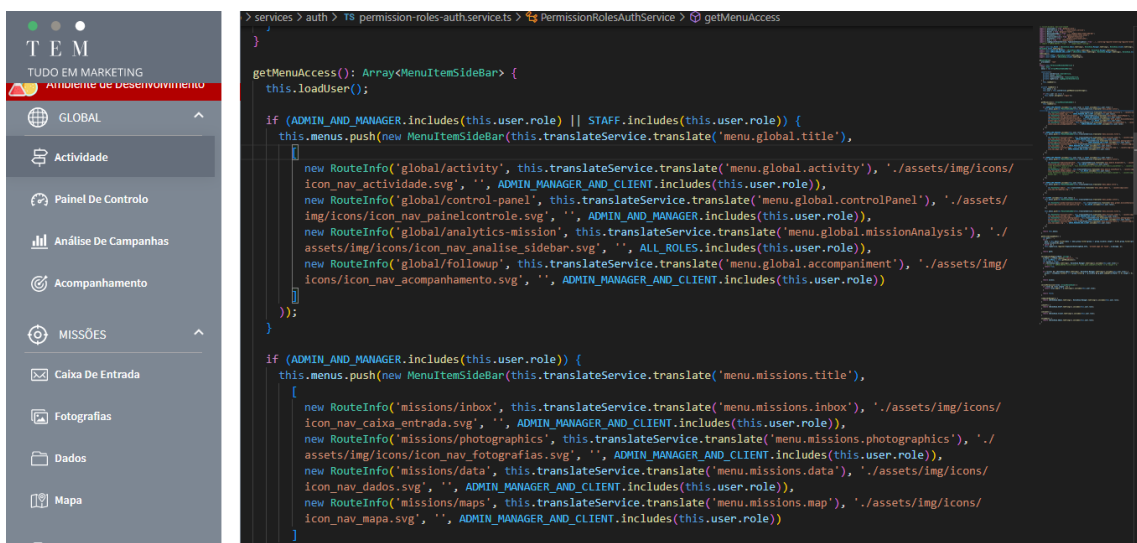 T E M
TUDO EM MARKETING
Ambiente de Desenvolvimento
GLOBAL
Actividade
Painel De Controlo
Análise De Campanhas
Acompanhamento
MISSÕES
Caixa De Entrada
Fotografias
Dados
Mapa
> services > auth > TS permission-roles-auth.service.ts > PermissionRolesAuthService > getMenuAccess
}
}
getMenuAccess(): Array<MenuItemSideBar> {
this.loadUser();
if (ADMIN_AND_MANAGER.includes(this.user.role) || STAFF.includes(this.user.role)) {
this.menus.push(new MenuItemSideBar(this.translateService.translate('menu.global.title'),
[
new RouteInfo('global/activity', this.translateService.translate('menu.global.activity'), './assets/img/icons/
icon_nav_actividade.svg', '', ADMIN_MANAGER_AND_CLIENT.includes(this.user.role)),
new RouteInfo('global/control-panel', this.translateService.translate('menu.global.controlPanel'), './assets/
img/icons/icon_nav_painelcontrole.svg', '', ADMIN_AND_MANAGER.includes(this.user.role)),
new RouteInfo('global/analytics-mission', this.translateService.translate('menu.global.missionAnalysis'), './
assets/img/icons/icon_nav_analise_sidebar.svg', '', ALL_ROLES.includes(this.user.role)),
new RouteInfo('global/followup', this.translateService.translate('menu.global.accompaniment'), './assets/img/
icons/icon_nav_acompanhamento.svg', '', ADMIN_MANAGER_AND_CLIENT.includes(this.user.role))
]
));
}
if (ADMIN_AND_MANAGER.includes(this.user.role)) {
this.menus.push(new MenuItemSideBar(this.translateService.translate('menu.missions.title'),
[
new RouteInfo('missions/inbox', this.translateService.translate('menu.missions.inbox'), './assets/img/icons/
icon_nav_caixa_entrada.svg', '', ADMIN_MANAGER_AND_CLIENT.includes(this.user.role)),
new RouteInfo('missions/photographics', this.translateService.translate('menu.missions.photographics'), './
assets/img/icons/icon_nav_fotografias.svg', '', ADMIN_MANAGER_AND_CLIENT.includes(this.user.role)),
new RouteInfo('missions/data', this.translateService.translate('menu.missions.data'), './assets/img/icons/
icon_nav_dados.svg', '', ADMIN_MANAGER_AND_CLIENT.includes(this.user.role)),
new RouteInfo('missions/maps', this.translateService.translate('menu.missions.map'), './assets/img/icons/
icon_nav_mapa.svg', '', ADMIN_MANAGER_AND_CLIENT.includes(this.user.role))
]